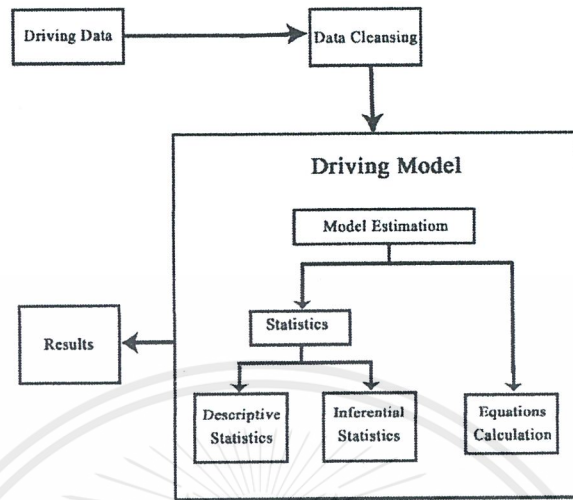 Driving Data
Data Cleansing
Driving Model
Model Estimatiom
Statistics
Results
Descriptive
Statistics
Inferential
Statistics
Equations
Calculation